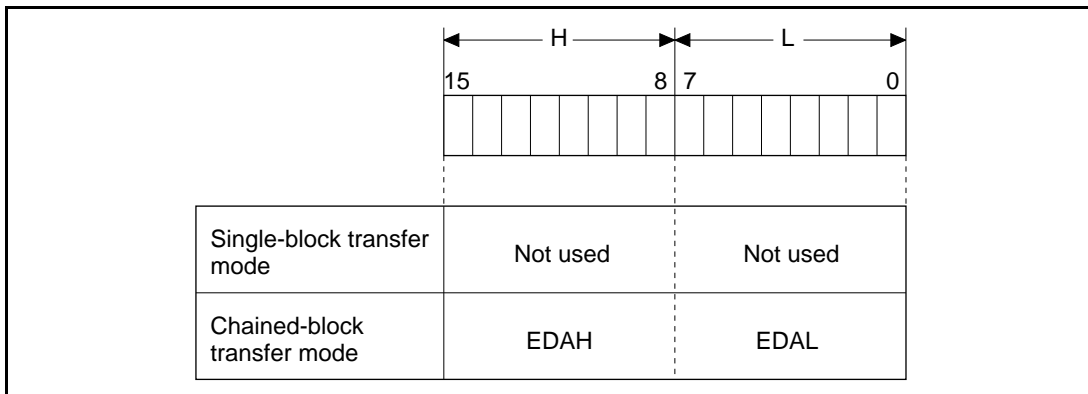 H L
15 8 7 0
Single-block transfer
mode
Not used Not used
Chained-block
transfer mode
EDAH EDAL